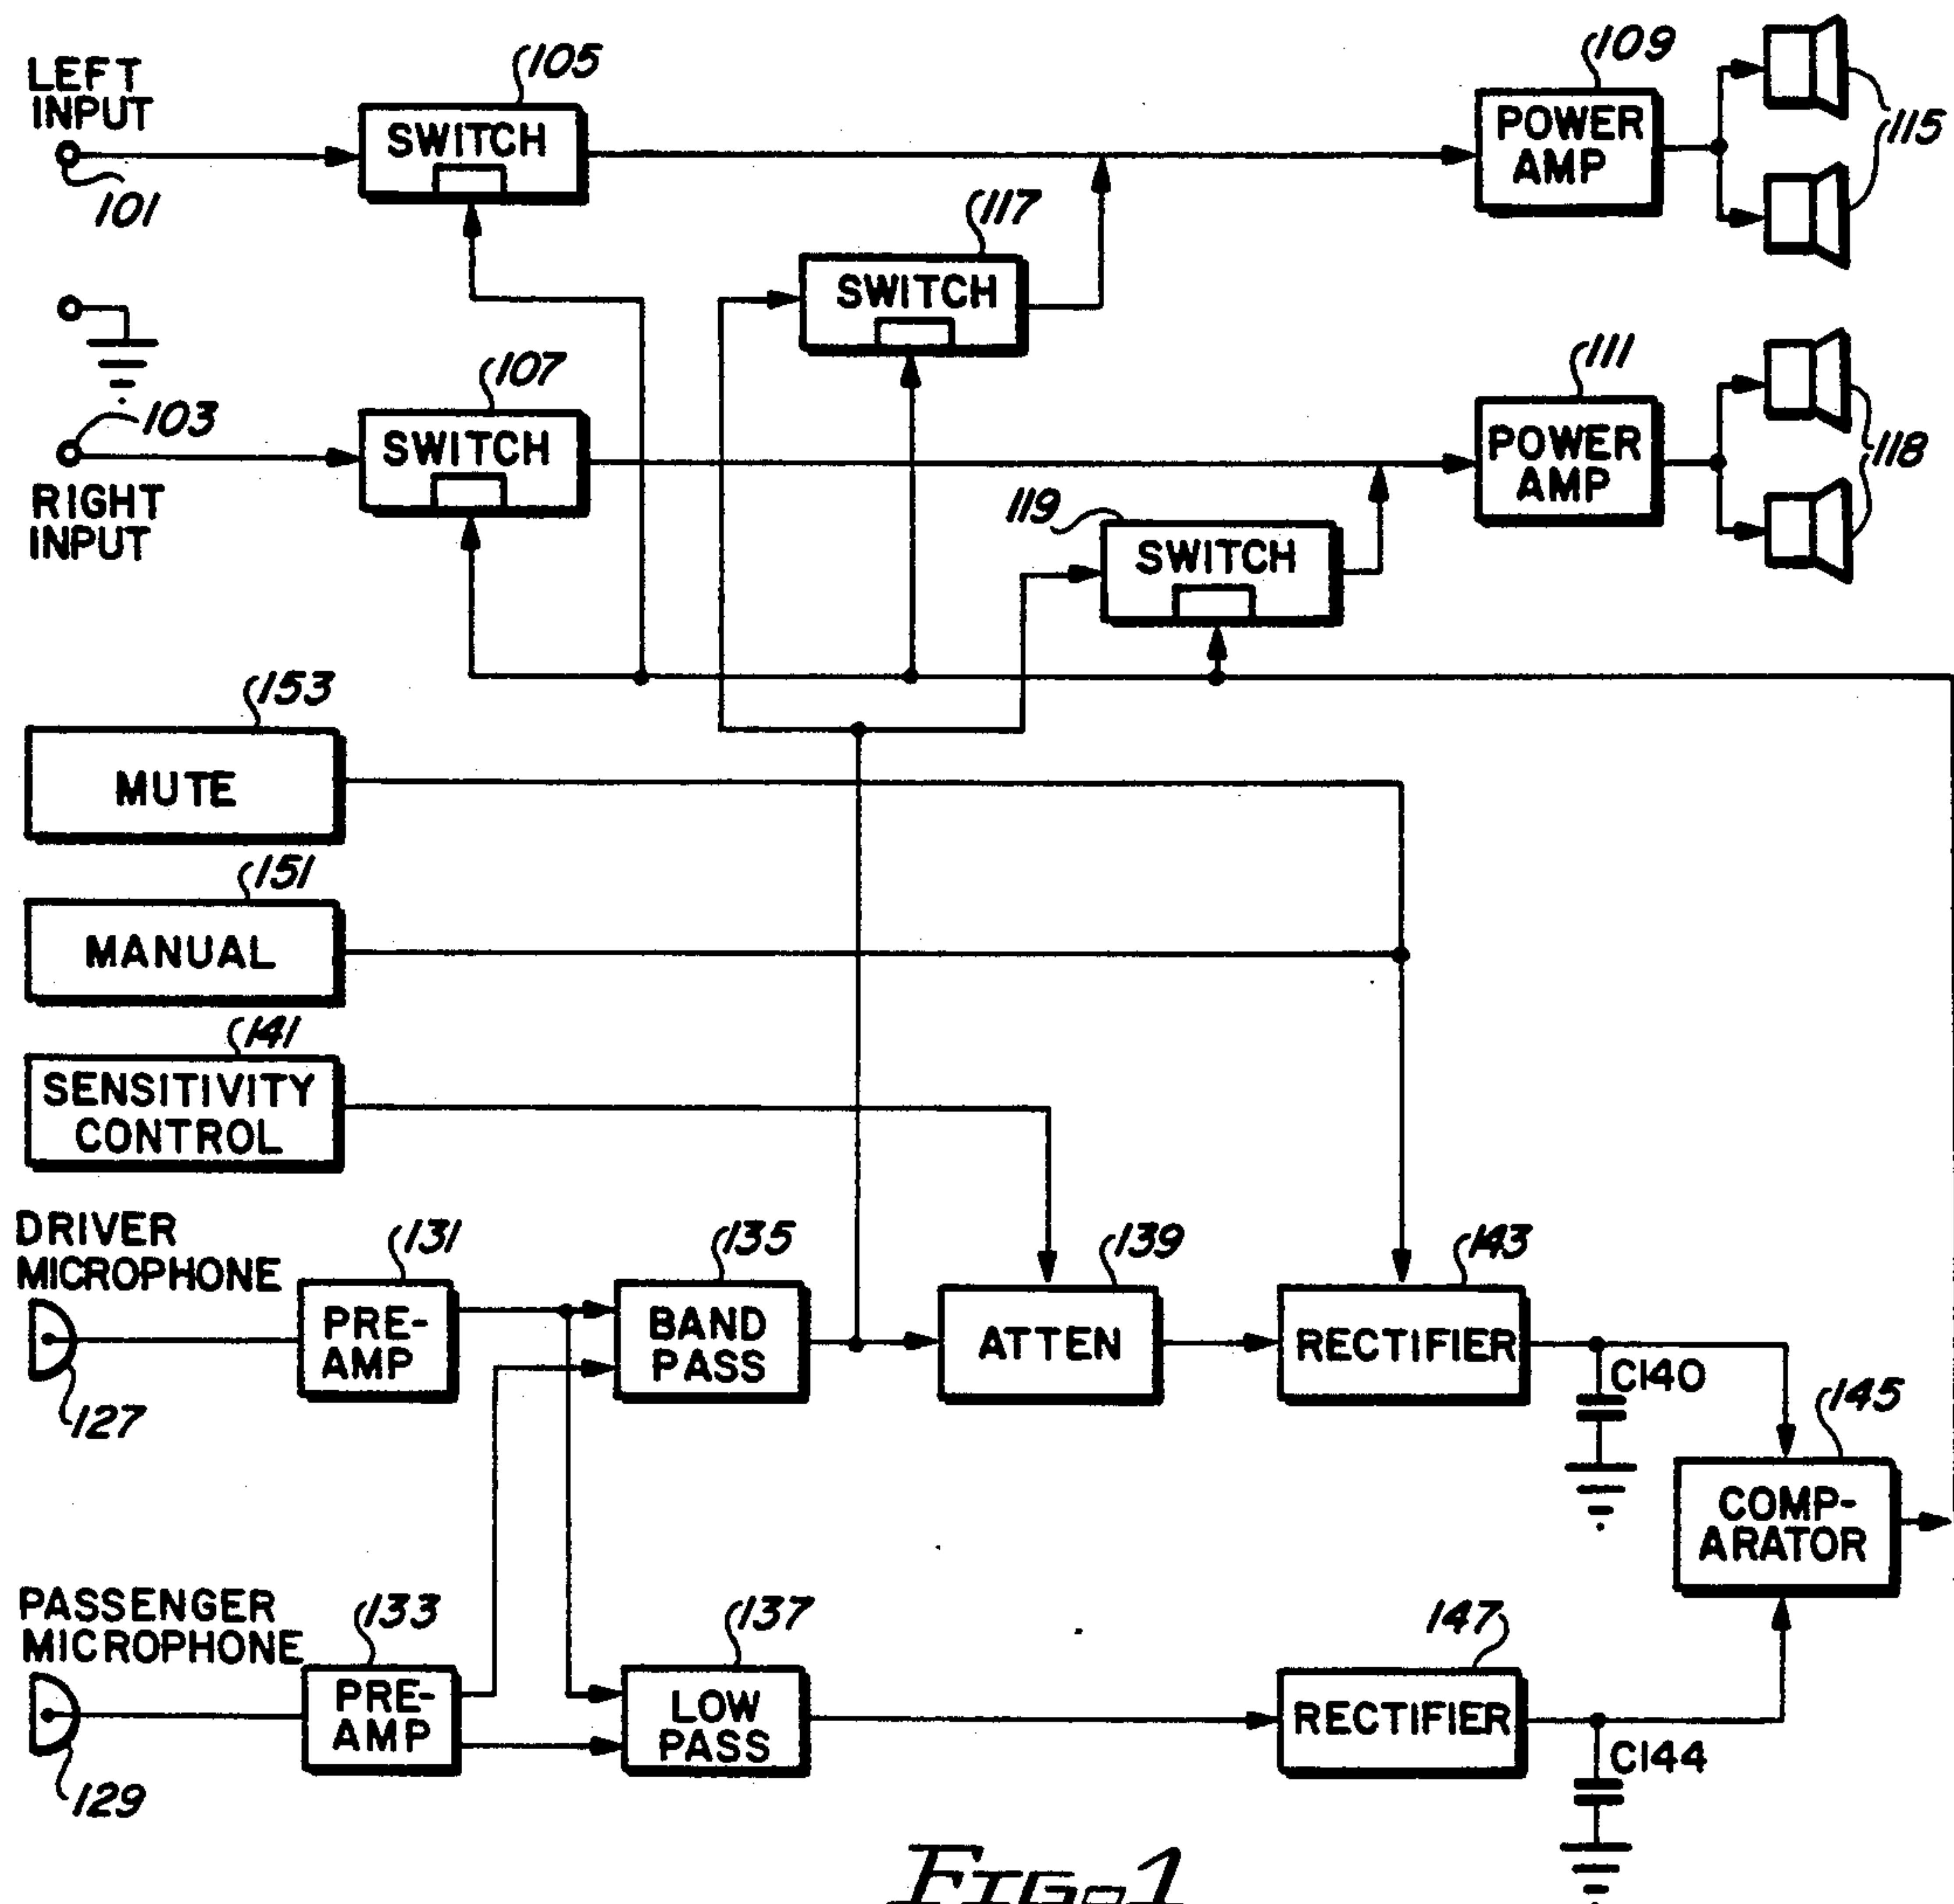 LEFT
INPUT
101
105
SWITCH
109
POWER
AMP
115
117
SWITCH
103
RIGHT
INPUT
107
SWITCH
111
POWER
AMP
118
119
SWITCH
153
MUTE
151
MANUAL
141
SENSITIVITY
CONTROL
DRIVER
MICROPHONE
127
131
PRE-
AMP
135
BAND
PASS
139
ATTEN
143
RECTIFIER
C140
145
COMP-
ARATOR
PASSENGER
MICROPHONE
129
133
PRE-
AMP
137
LOW
PASS
147
RECTIFIER
C144
FIG-1